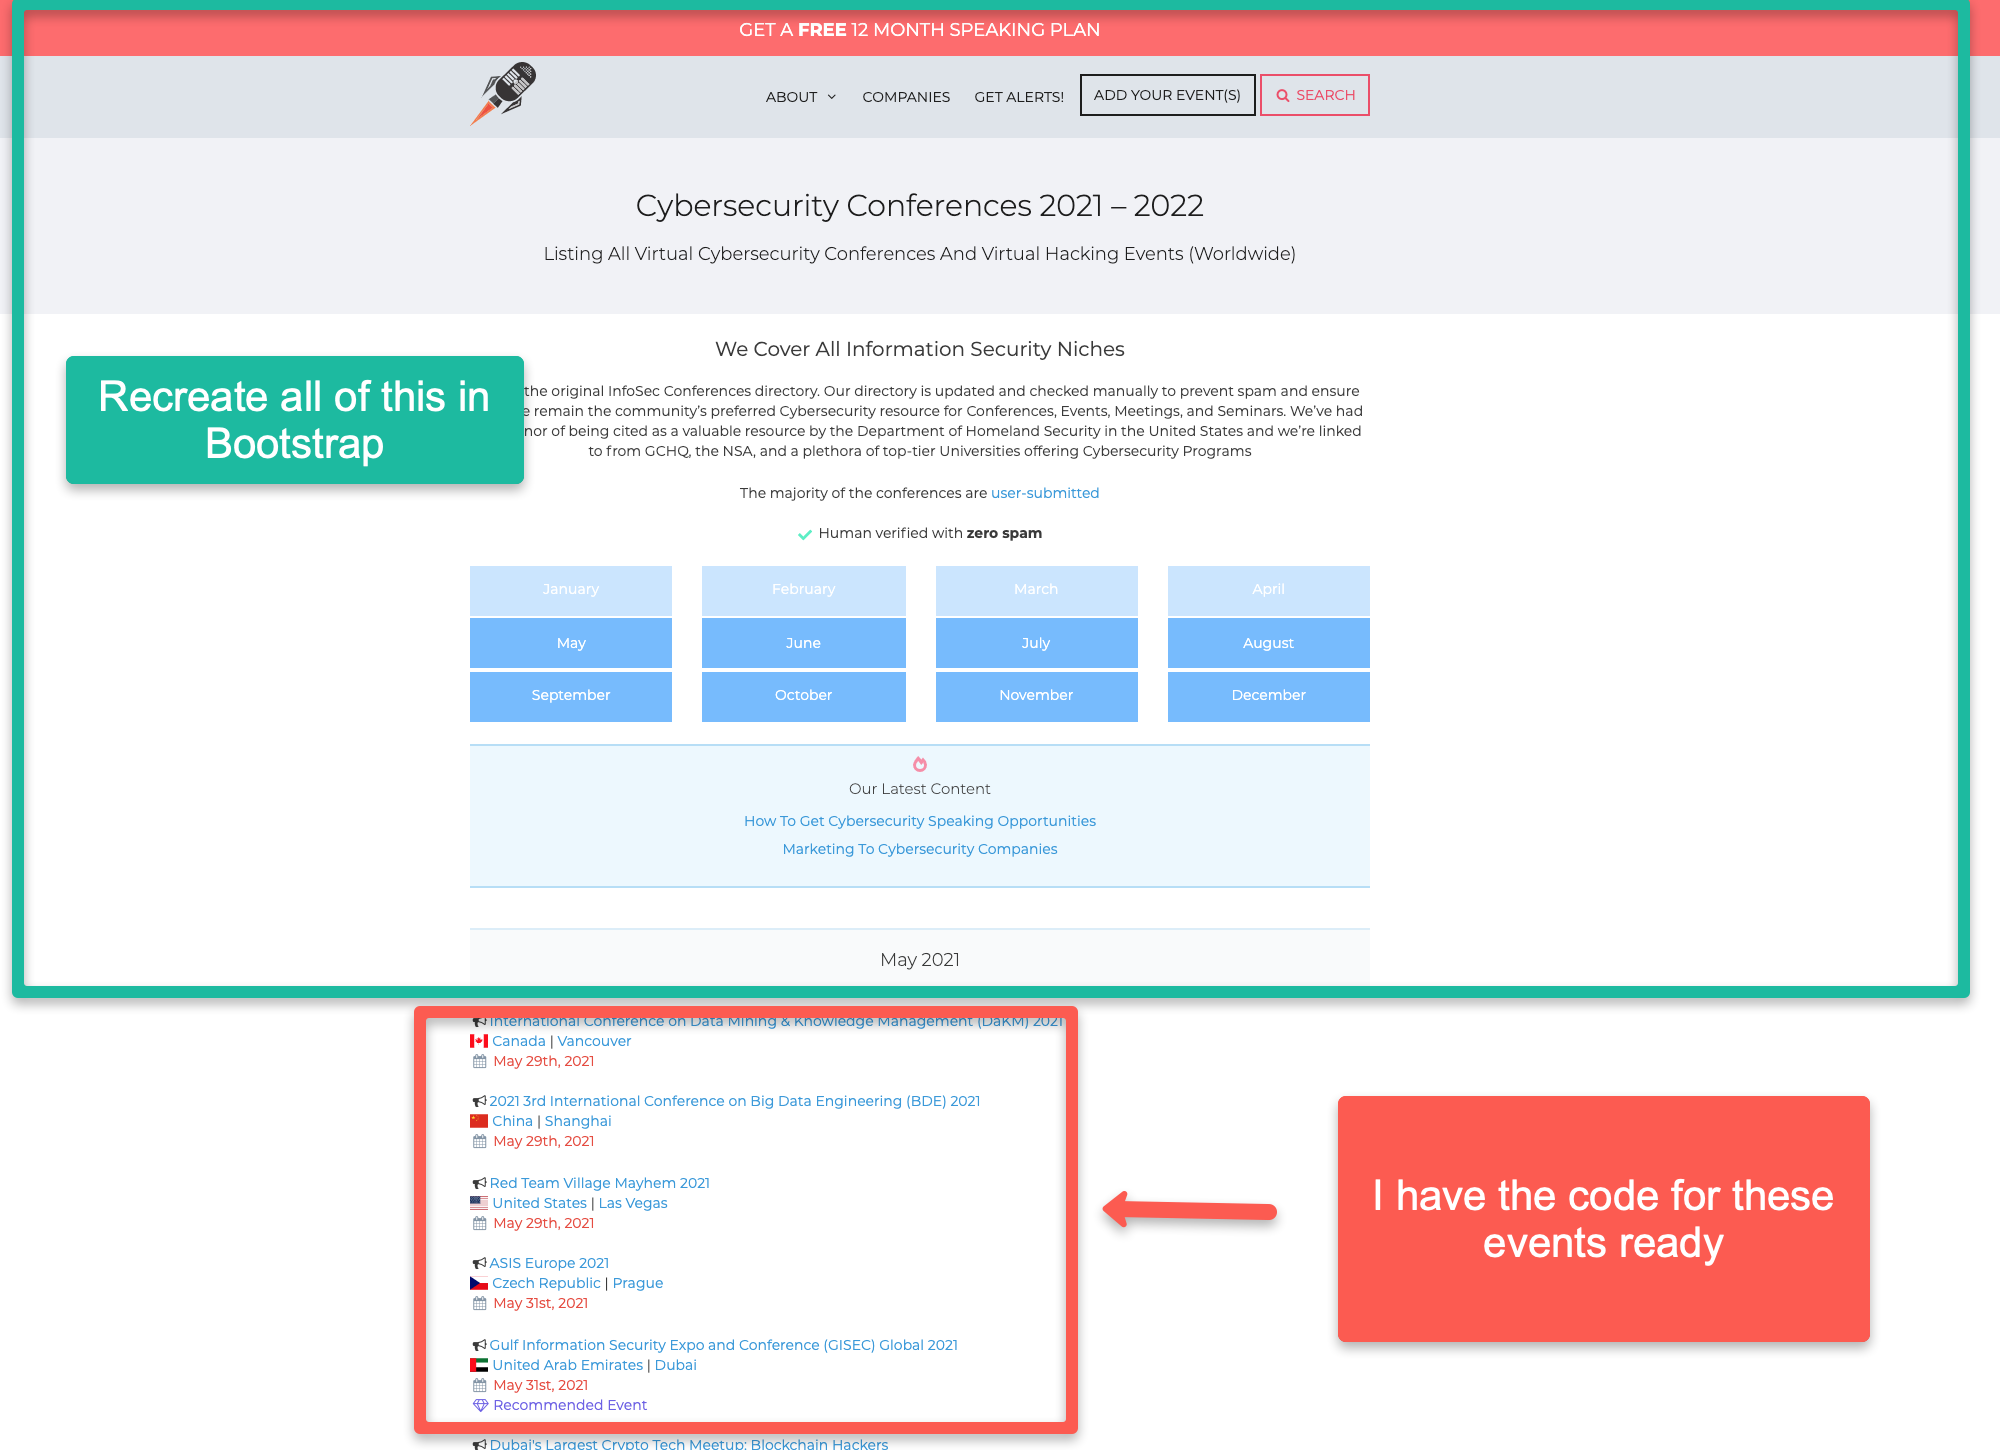 GET A FREE 12 MONTH SPEAKING PLAN
ABOUT COMPANIES GET ALERTS! ADD YOUR EVENT(S) SEARCH
Cybersecurity Conferences 2021 – 2022
Listing All Virtual Cybersecurity Conferences And Virtual Hacking Events (Worldwide)
We Cover All Information Security Niches
Recreate all of this in
Bootstrap
the original InfoSec Conferences directory. Our directory is updated and checked manually to prevent spam and ensure
remain the community's preferred Cybersecurity resource for Conferences, Events, Meetings, and Seminars. We've had
of being cited as a valuable resource by the Department of Homeland Security in the United States and we're linked
to from GCHQ, the NSA, and a plethora of top-tier Universities offering Cybersecurity Programs
The majority of the conferences are user-submitted
Human verified with zero spam
January February March April
May June July August
September October November December
Our Latest Content
How To Get Cybersecurity Speaking Opportunities
Marketing To Cybersecurity Companies
May 2021
International Conference on Data Mining & Knowledge Management (DaKM) 2021
Canada | Vancouver
May 29th, 2021
2021 3rd International Conference on Big Data Engineering (BDE) 2021
China | Shanghai
May 29th, 2021
Red Team Village Mayhem 2021
United States | Las Vegas
May 29th, 2021
ASIS Europe 2021
Czech Republic | Prague
May 31st, 2021
Gulf Information Security Expo and Conference (GISEC) Global 2021
United Arab Emirates | Dubai
May 31st, 2021
Recommended Event
I have the code for these
events ready
Dubai's Largest Crypto Tech Meetup: Blockchain Hackers